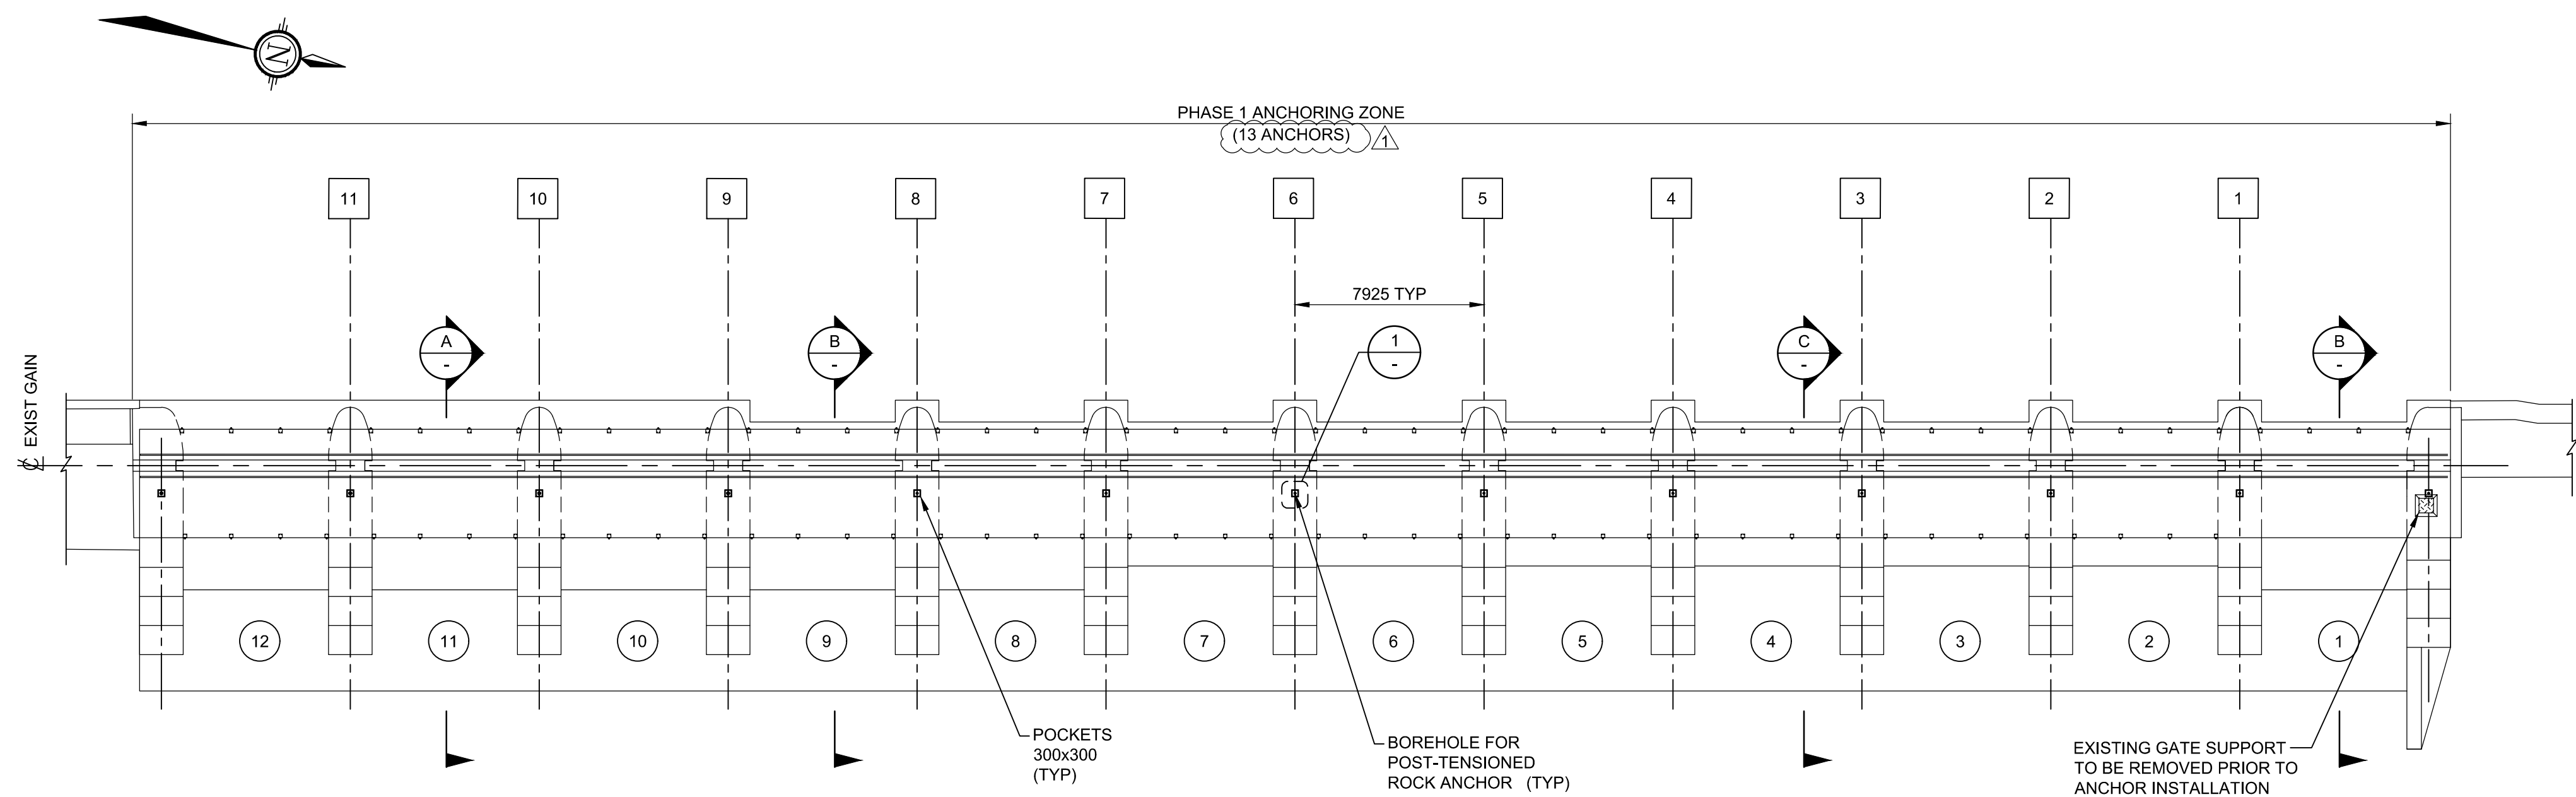 N
PHASE 1 ANCHORING ZONE
(13 ANCHORS)
1
11
10
9
8
7
6
5
4
3
2
1
7925 TYP
A
-
B
-
1
-
C
-
B
-
℄ EXIST GAIN
12
11
10
9
8
7
6
5
4
3
2
1
POCKETS
300x300
(TYP)
BOREHOLE FOR
POST-TENSIONED
ROCK ANCHOR (TYP)
EXISTING GATE SUPPORT
TO BE REMOVED PRIOR TO
ANCHOR INSTALLATION